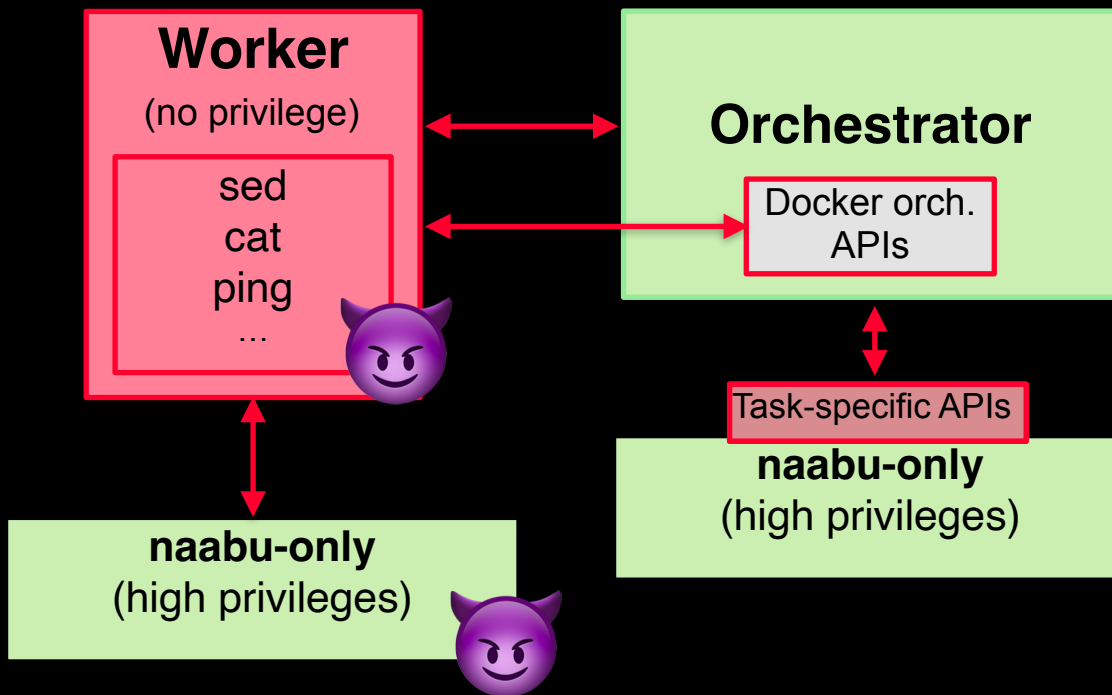 Worker
(no privilege)
sed
cat
ping
...
Orchestrator
Docker orch.
APIs
Task-specific APIs
naabu-only
(high privileges)
naabu-only
(high privileges)